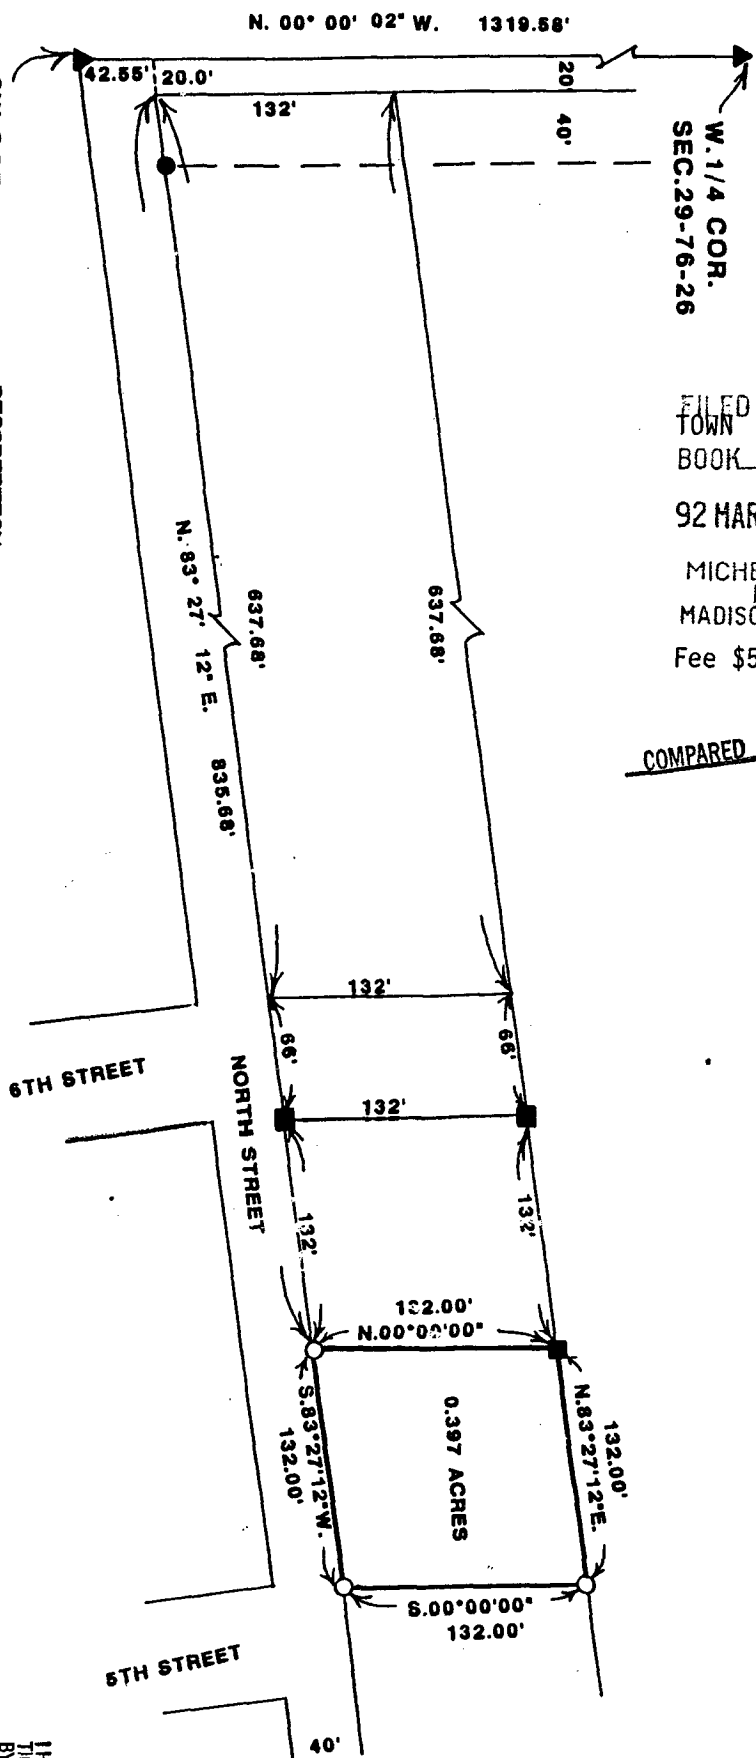 N. 00° 00' 02" W. 1319.58'
42.55' 20.0'
132'
20'
40'
W. 1/4 COR.
SEC.29-76-26
FILED
TOWN
BOOK
92 MAR
MICHE
MADISO
Fee $5
COMPARED
N. 83° 27' 12" E. 835.68'
637.68'
637.68'
132'
66'
66'
6TH STREET
NORTH STREET
132'
132'
132'
132.00'
N.00°00'00"
S.83°27'12"W.
132.00'
0.397 ACRES
132.00'
N.83°27'12"E.
S.00°00'00"
132.00'
5TH STREET
40'